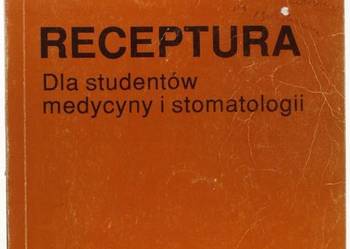 RECEPTURA
Dla studentów
medycyny i stomatologii